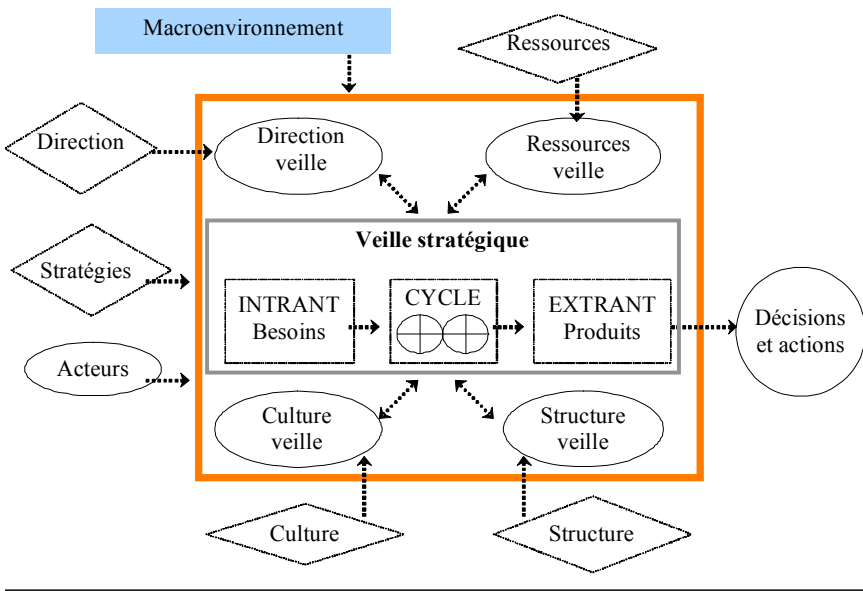 Macroenvironnement
Ressources
Direction
Direction
veille
Ressources
veille
Veille stratégique
Stratégies
INTRANT
Besoins
CYCLE
EXTRANT
Produits
Décisions
et actions
Acteurs
Culture
veille
Structure
veille
Culture
Structure